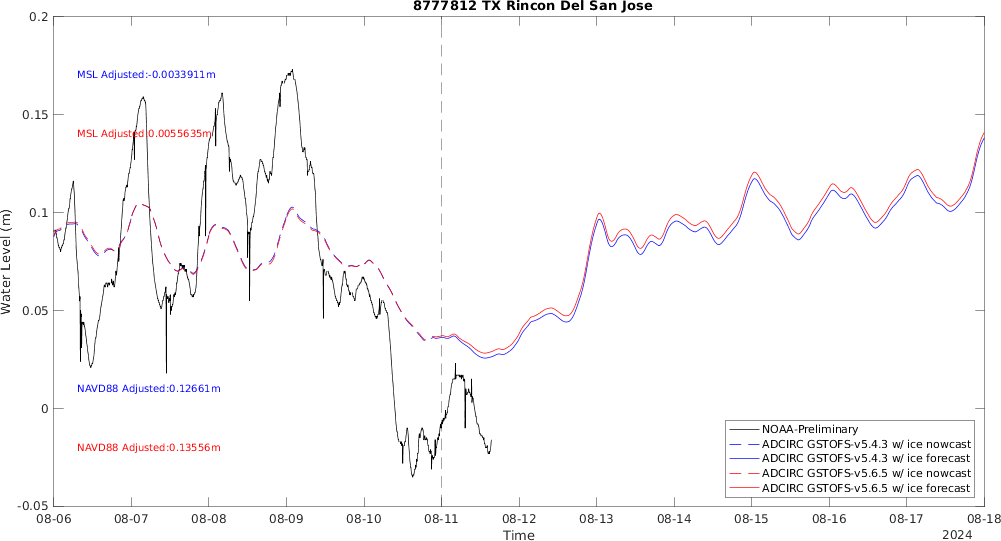 8777812 TX Rincon Del San Jose
Water Level (m)
0.2
0.15
0.1
0.05
0
-0.05
MSL Adjusted:-0.0033911m
MSL Adjusted:0.0055635m
NAVD88 Adjusted:0.12661m
NAVD88 Adjusted:0.13556m
NOAA-Preliminary
ADCIRC GSTOFS-v5.4.3 w/ ice nowcast
ADCIRC GSTOFS-v5.4.3 w/ ice forecast
ADCIRC GSTOFS-v5.6.5 w/ ice nowcast
ADCIRC GSTOFS-v5.6.5 w/ ice forecast
08-06 08-07 08-08 08-09 08-10 08-11 08-12 08-13 08-14 08-15 08-16 08-17 08-18
Time
2024